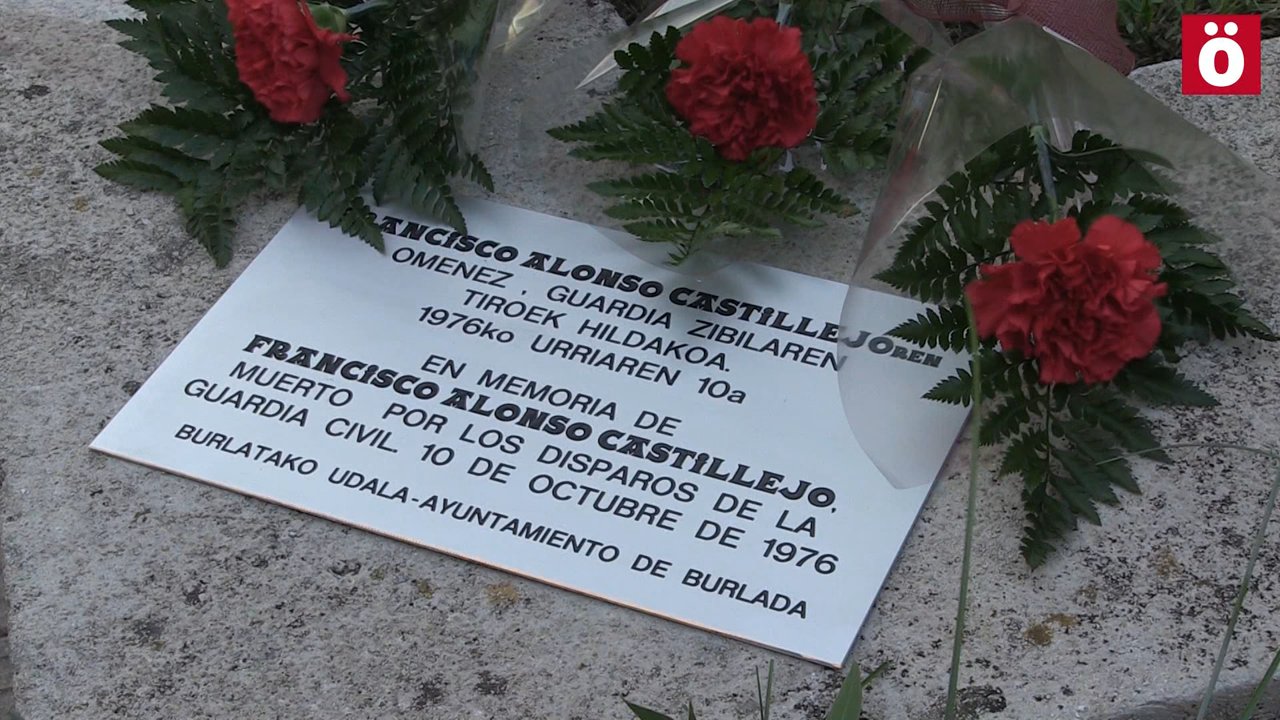 FRANCISCO ALONSO CASTILLEJOREN
OMENEZ, GUARDIA ZIBILAREN
TIROEK HILDAKOA.
1976ko URRIAREN 10a
EN MEMORIA DE
FRANCISCO ALONSO CASTILLEJO.
MUERTO POR LOS DISPAROS DE LA
GUARDIA CIVIL 10 DE OCTUBRE DE 1976
BURLATAKO UDALA-AYUNTAMIENTO DE BURLADA
ö